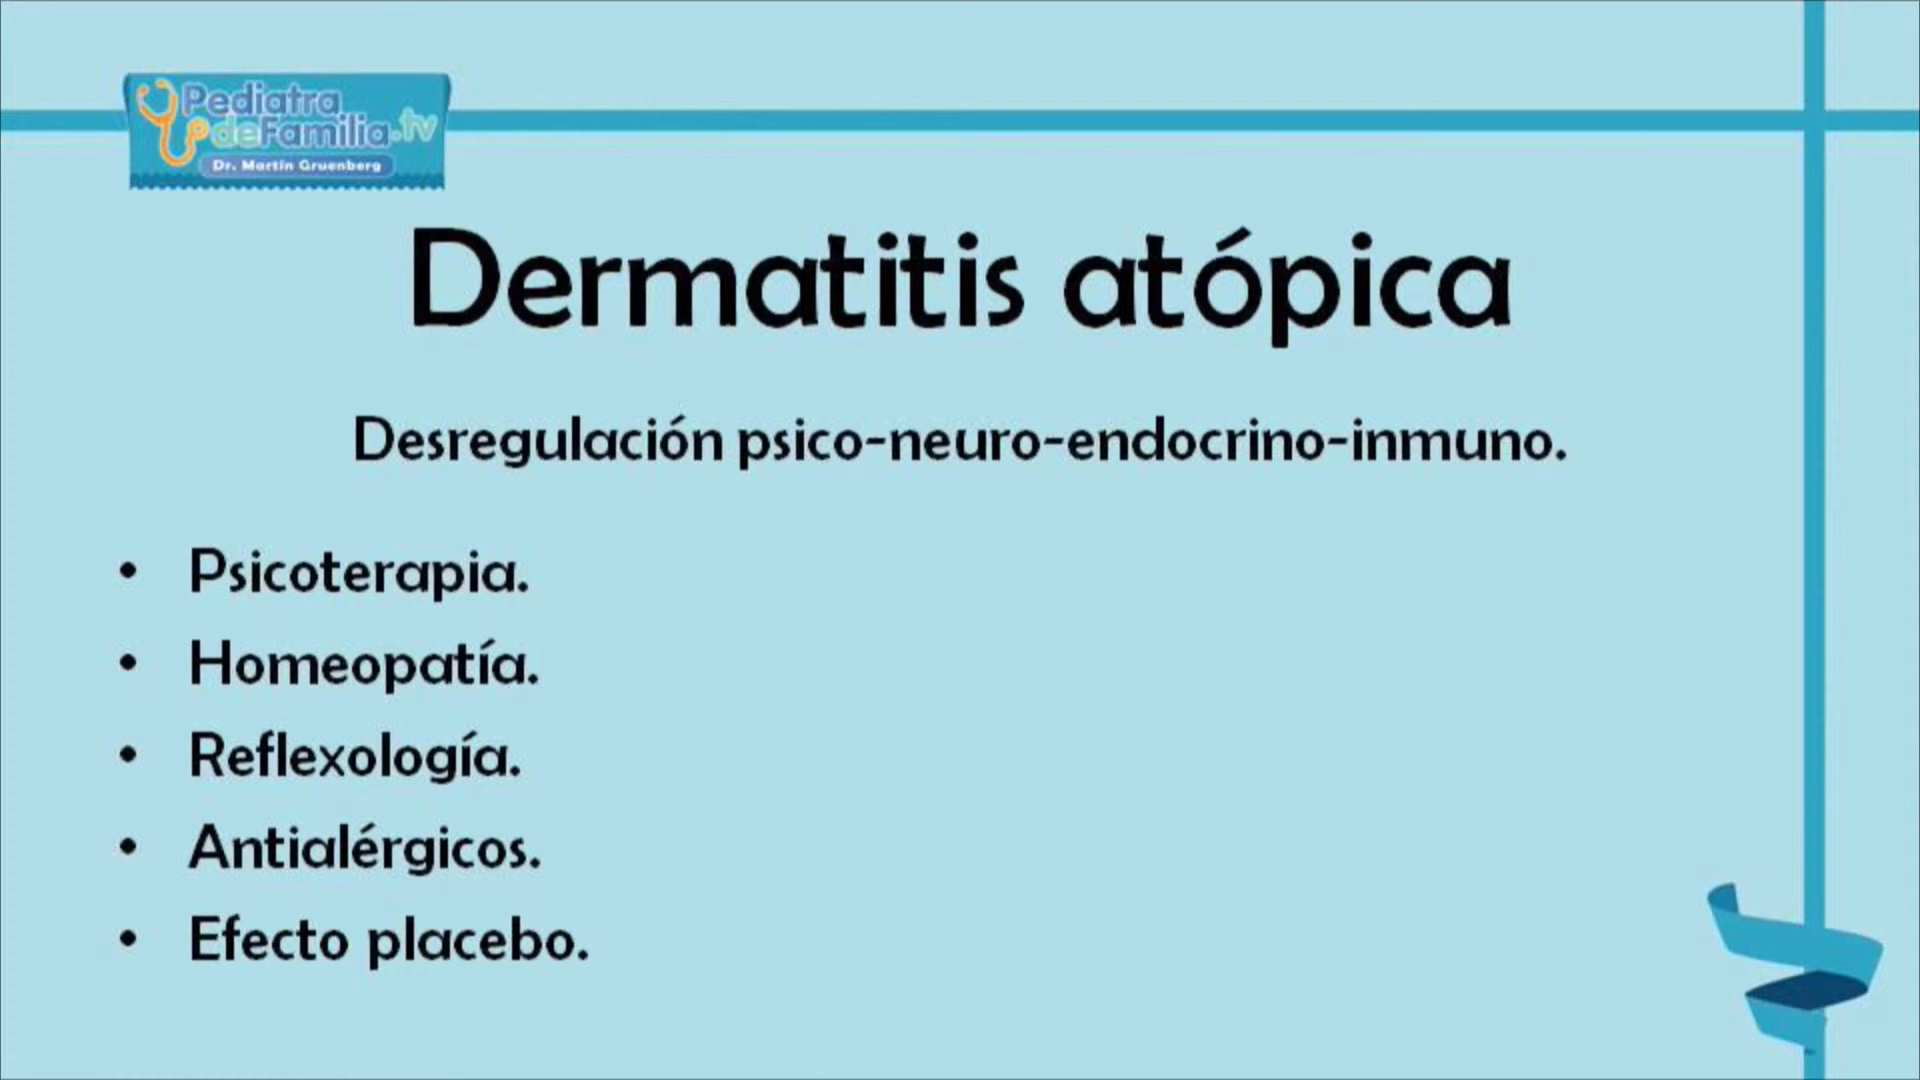 Pediatra
deFamilia.tv
Dr. Martín Gruenberg
Dermatitis atópica
Desregulación psico-neuro-endocrino-inmuno.
• Psicoterapia.
• Homeopatía.
• Reflexología.
• Antialérgicos.
• Efecto placebo.